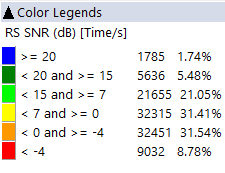 Color Legends
RS SNR (dB) [Time/s]
>= 20 1785 1.74%
< 20 and >= 15 5636 5.48%
< 15 and >= 7 21655 21.05%
< 7 and >= 0 32315 31.41%
< 0 and >= -4 32451 31.54%
< -4 9032 8.78%